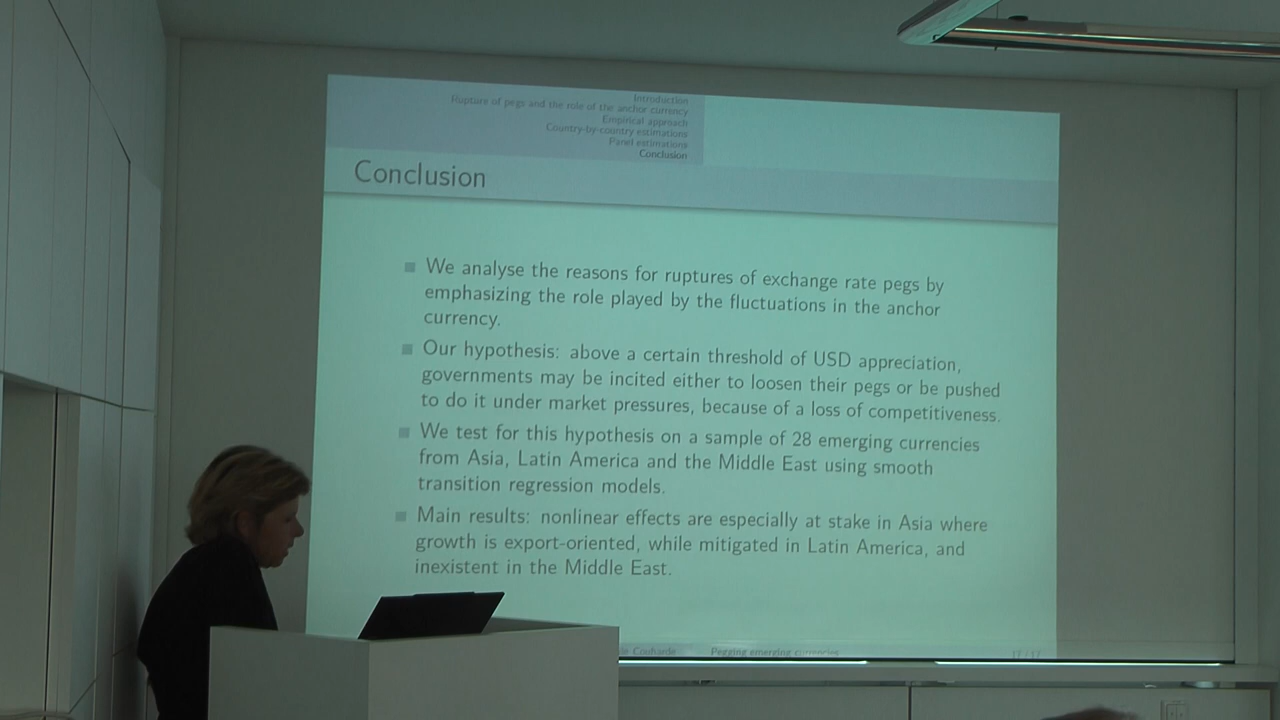 Introduction
Rupture of pegs and the role of the anchor currency
Empirical approach
Country-by-country estimations
Panel estimations
Conclusion
Conclusion
We analyse the reasons for ruptures of exchange rate pegs by
emphasizing the role played by the fluctuations in the anchor
currency.
Our hypothesis: above a certain threshold of USD appreciation,
governments may be incited either to loosen their pegs or be pushed
to do it under market pressures, because of a loss of competitiveness.
We test for this hypothesis on a sample of 28 emerging currencies
from Asia, Latin America and the Middle East using smooth
transition regression models.
Main results: nonlinear effects are especially at stake in Asia where
growth is export-oriented, while mitigated in Latin America, and
inexistent in the Middle East.
Couharde Pegging emerging currencies